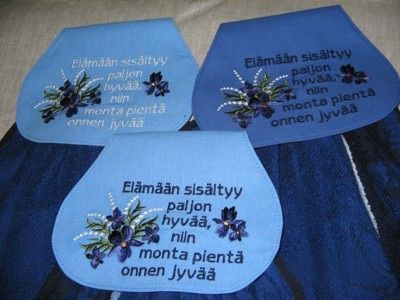 Elämään sisältyy
paljon
hyvää,
niin
monta pientä
onnen jyvää
Elämään sisältyy
paljon
hyvää,
niin
monta pientä
onnen jyvää
Elämään sisältyy
paljon
hyvää,
niin
monta pientä
onnen jyvää